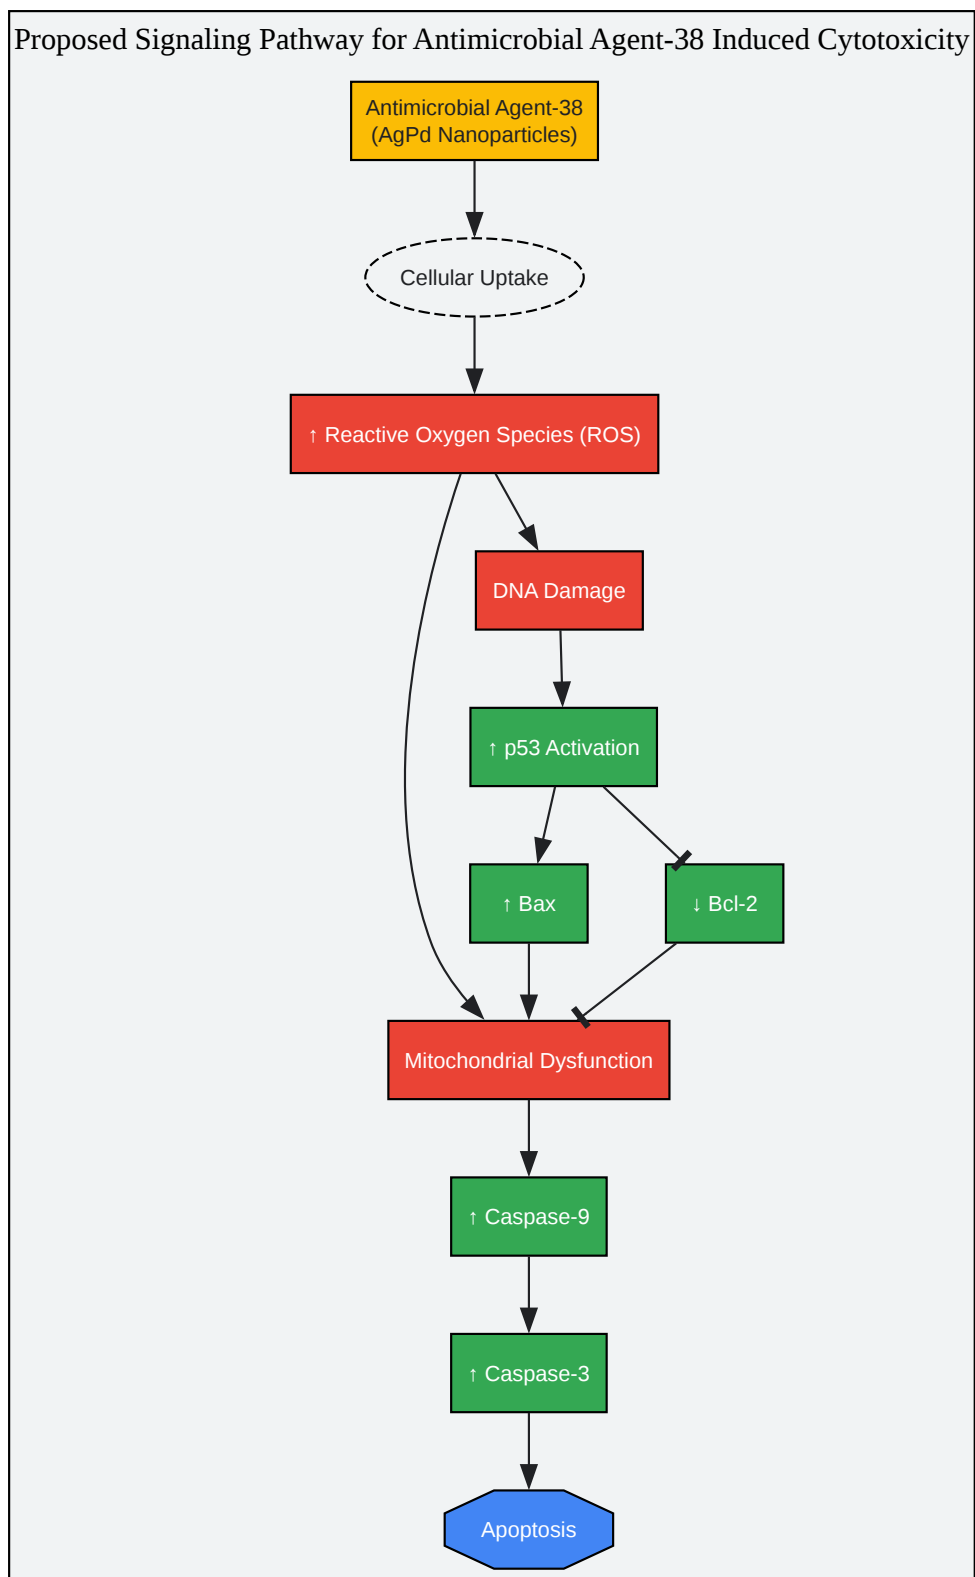 Proposed Signaling Pathway for Antimicrobial Agent-38 Induced Cytotoxicity
Antimicrobial Agent-38
(AgPd Nanoparticles)
Cellular Uptake
↑ Reactive Oxygen Species (ROS)
DNA Damage
↑ p53 Activation
↑ Bax
↓ Bcl-2
Mitochondrial Dysfunction
↑ Caspase-9
↑ Caspase-3
Apoptosis